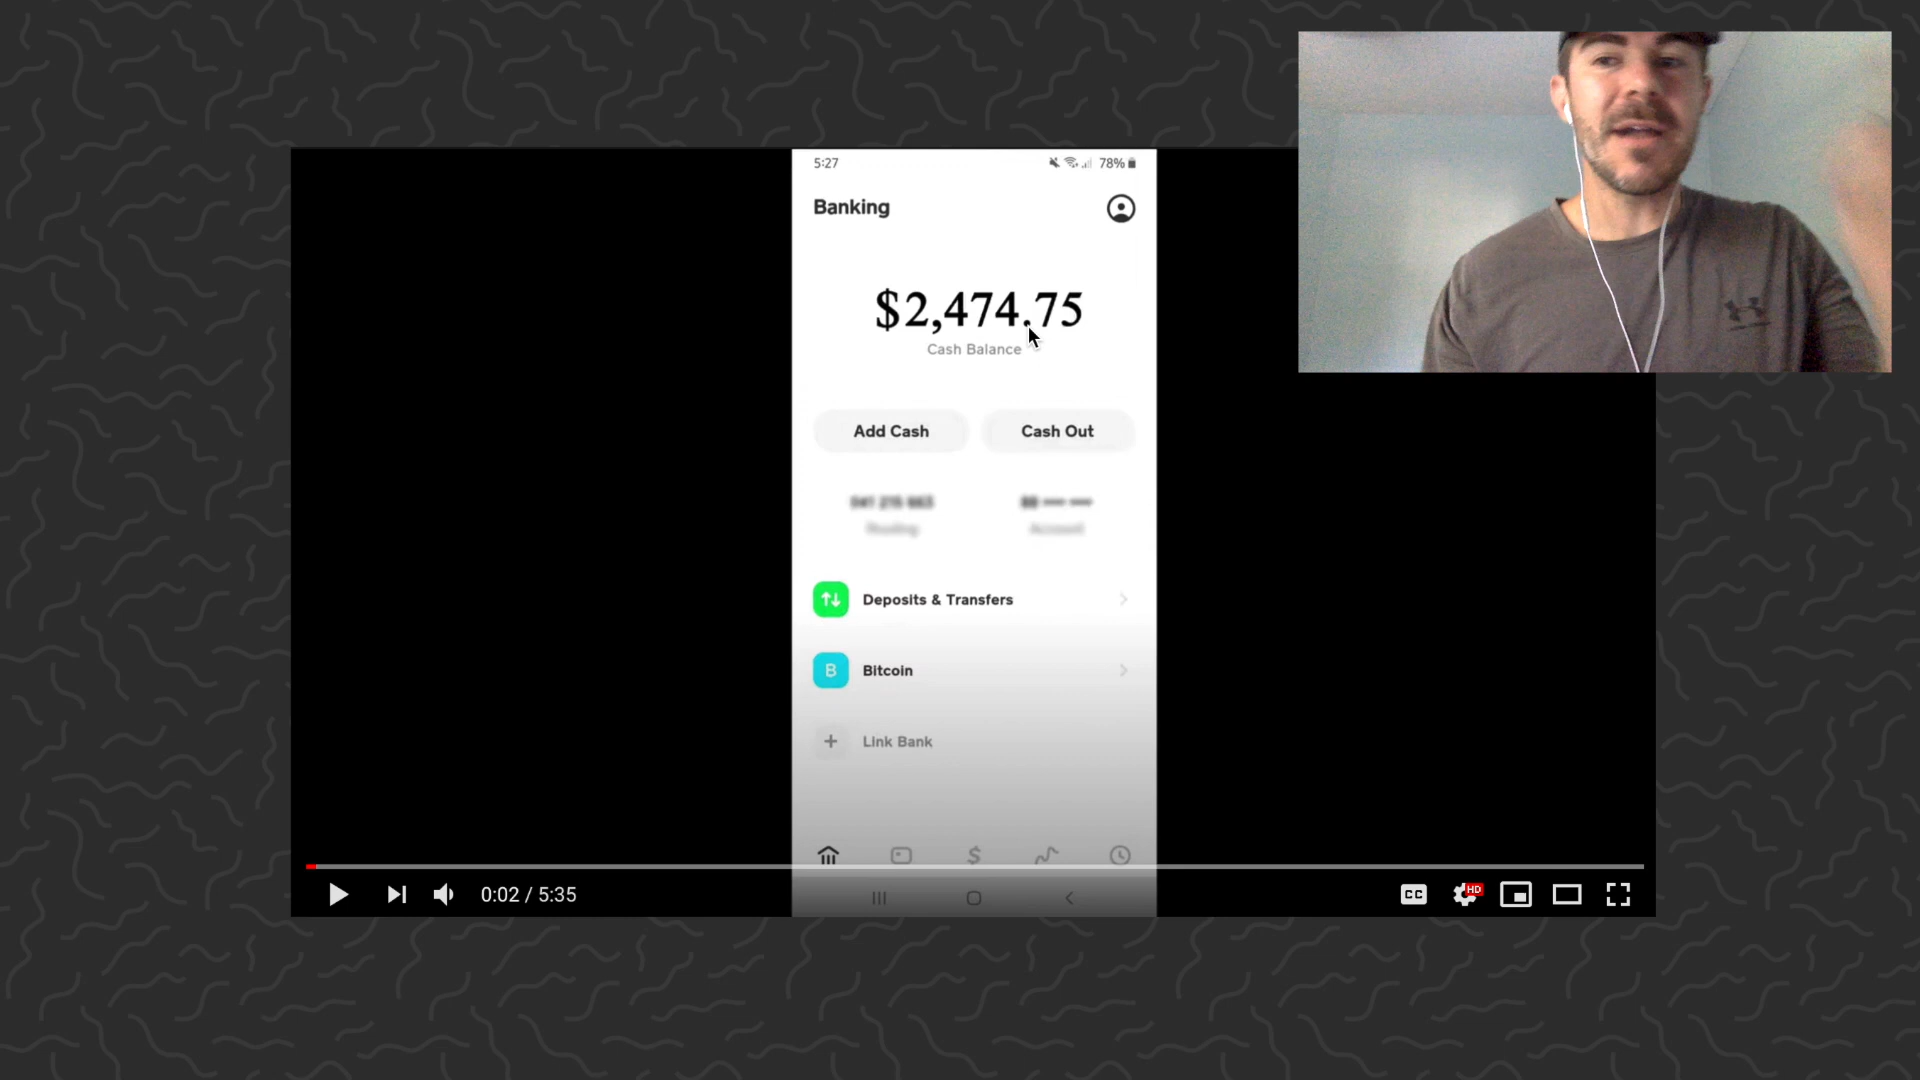 5:27
78%
Banking
$2,474.75
Cash Balance
Add Cash
Cash Out
Deposits & Transfers
B
Bitcoin
+ Link Bank
$
0:02 / 5:35
CC
HD